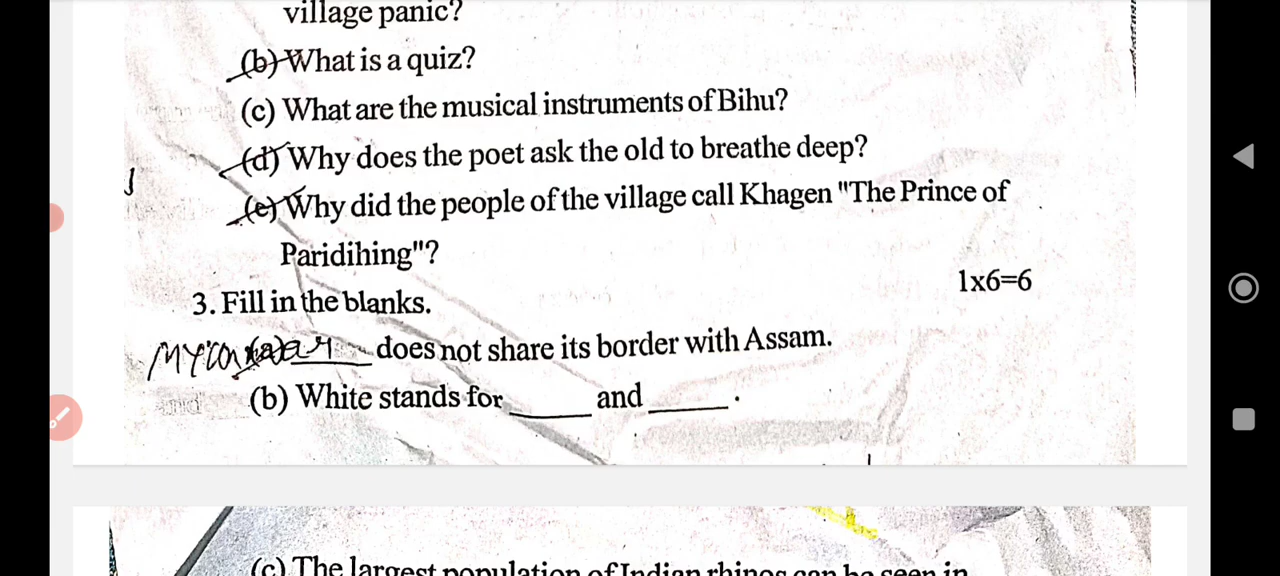 village panic?
(b) What is a quiz?
(c) What are the musical instruments of Bihu?
(d) Why does the poet ask the old to breathe deep?
(e) Why did the people of the village call Khagen "The Prince of
Paridihing"?
1x6=6
3. Fill in the blanks.
(a) ______ does not share its border with Assam.
(b) White stands for ______ and ______.
(c) The largest population of Indian rhinos can be seen in